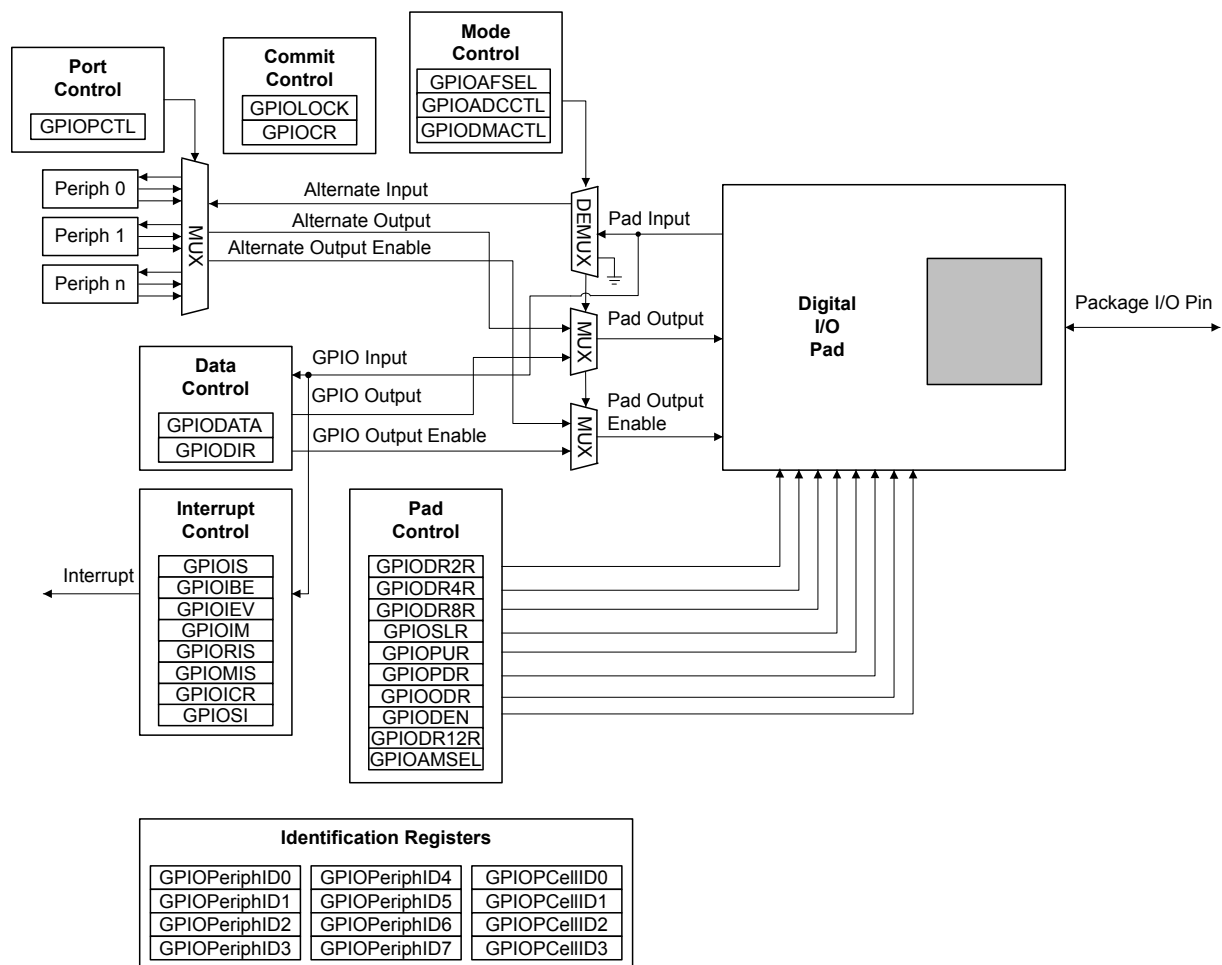 Port
Control
GPIOPCTL
Commit
Control
GPIOLOCK
GPIOCR
Mode
Control
GPIOAFSEL
GPIOADCCTL
GPIODMACTL
Periph 0
Periph 1
Periph n
MUX
Alternate Input
Alternate Output
Alternate Output Enable
DEMUX
Pad Input
MUX
Pad Output
MUX
Pad Output
Enable
Digital
I/O
Pad
Package I/O Pin
Data
Control
GPIODATA
GPIODIR
GPIO Input
GPIO Output
GPIO Output Enable
Interrupt
Interrupt
Control
GPIOIS
GPIOIBE
GPIOIEV
GPIOIM
GPIORIS
GPIOMIS
GPIOICR
GPIOSI
Pad
Control
GPIODR2R
GPIODR4R
GPIODR8R
GPIOSLR
GPIOPUR
GPIOPDR
GPIOODR
GPIODEN
GPIODR12R
GPIOAMSEL
Identification Registers
GPIOPeriphID0
GPIOPeriphID1
GPIOPeriphID2
GPIOPeriphID3
GPIOPeriphID4
GPIOPeriphID5
GPIOPeriphID6
GPIOPeriphID7
GPIOPCellID0
GPIOPCellID1
GPIOPCellID2
GPIOPCellID3